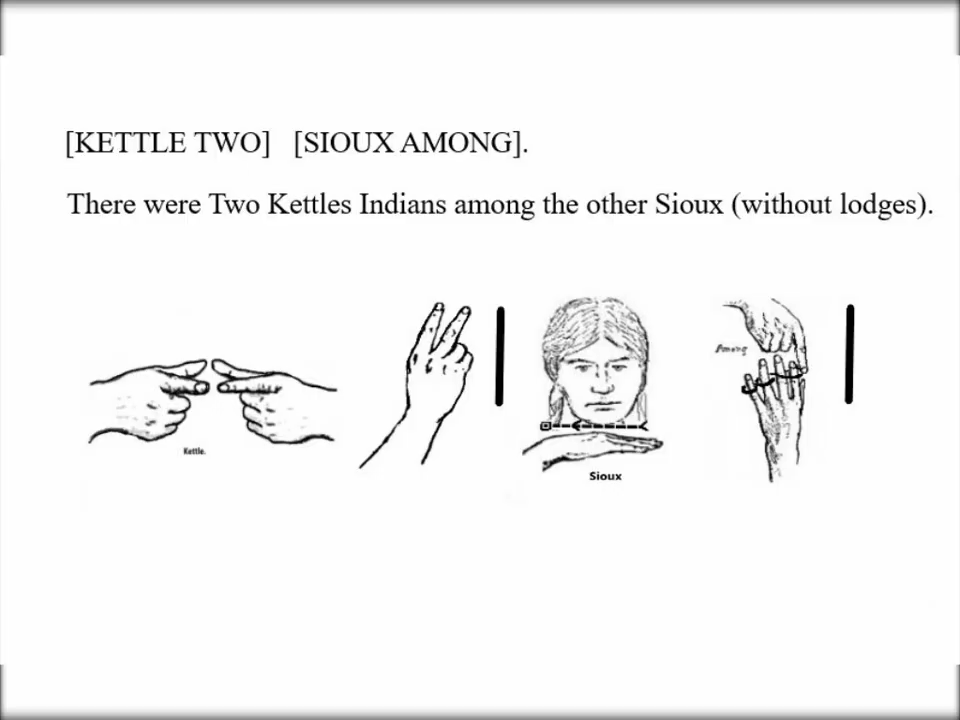 [KETTLE TWO] [SIOUX AMONG].
There were Two Kettles Indians among the other Sioux (without lodges).
Among
Kettle.
Sioux